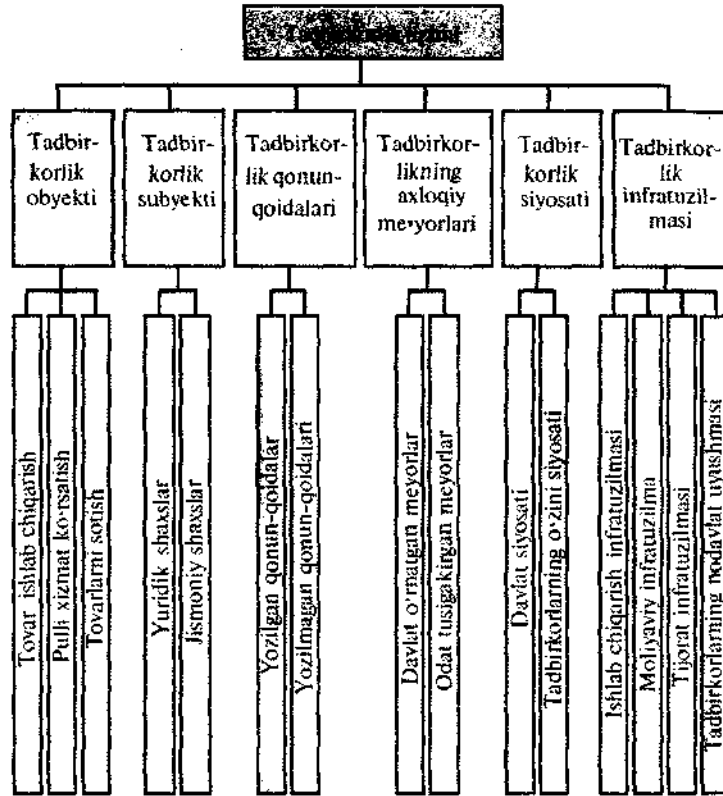 Tadbir-
korlik
obyekti
Tadbir-
korlik
subyekti
Tadbirkor-
lik qonun-
qoidalari
Tadbirkor-
likning
axloqiy
me'yorlari
Tadbir-
korlik
siyosati
Tadbirkor-
lik
infratuzil-
masi
Tovar ishlab chiqarish
Pulli xizmat ko'rsatish
Tovarlarni sotish
Yuridik shaxslar
Jismoniy shaxslar
Yozilgan qonun-qoidalar
Yozilmagan qonun-qoidalari
Davlat o'rnatgan meyorlar
Odat tusigakirgan meyorlar
Davlat siyosati
Tadbirkorlarning o'zini siyosati
Ishlab chiqarish infratuzilmasi
Moliyavry infratuzilma
Tijorat infratuzilmasi
Tadbirkorlarning nodavlat uyushmasi